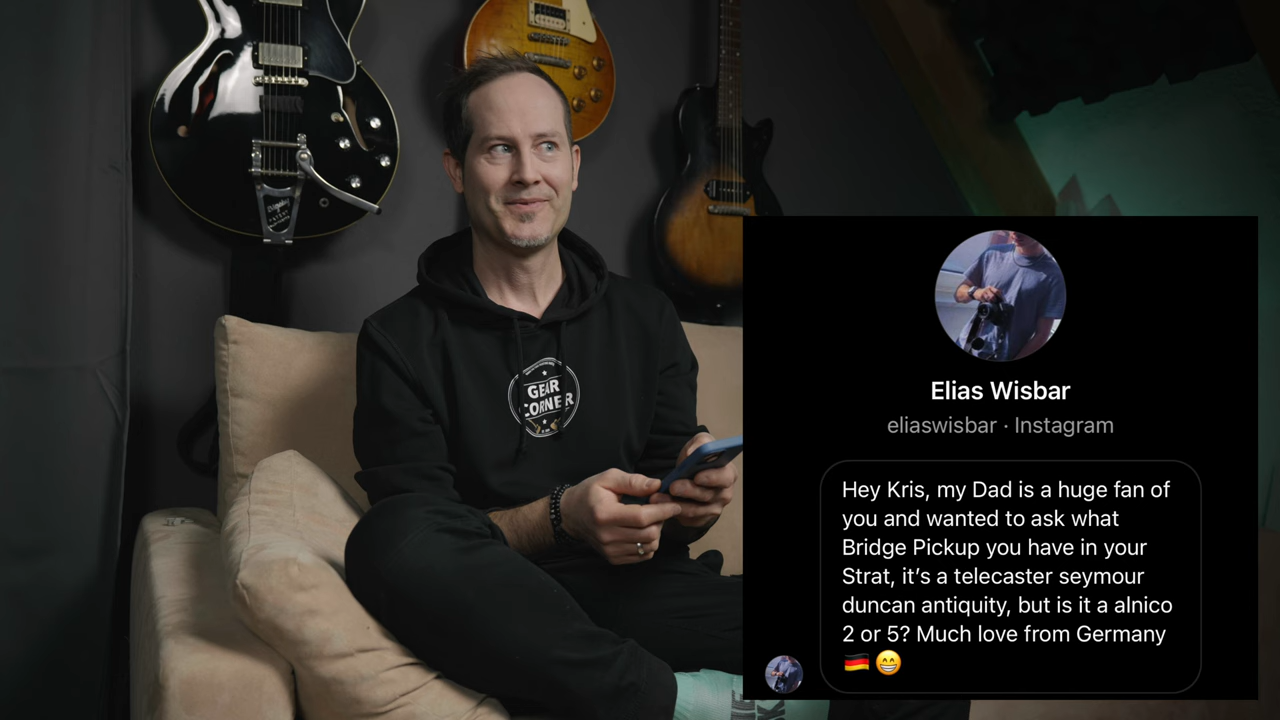 GEAR
CORNER
Elias Wisbar
eliaswisbar · Instagram
Hey Kris, my Dad is a huge fan of
you and wanted to ask what
Bridge Pickup you have in your
Strat, it’s a telecaster seymour
duncan antiquity, but is it a alnico
2 or 5? Much love from Germany
🇩🇪 😁